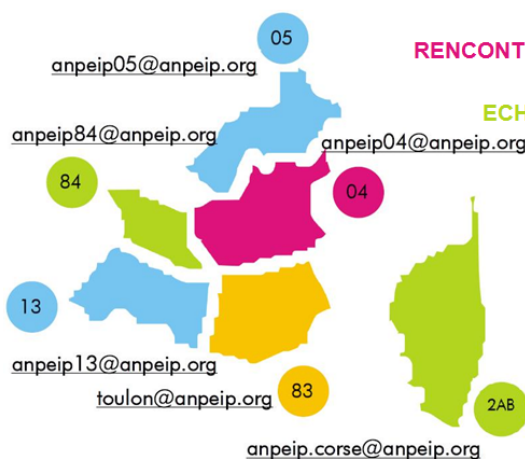 05
RENCONT
anpeip05@anpeip.org
ECH
anpeip84@anpeip.org
anpeip04@anpeip.org
84
04
13
anpeip13@anpeip.org
toulon@anpeip.org
83
2AB
anpeip.corse@anpeip.org